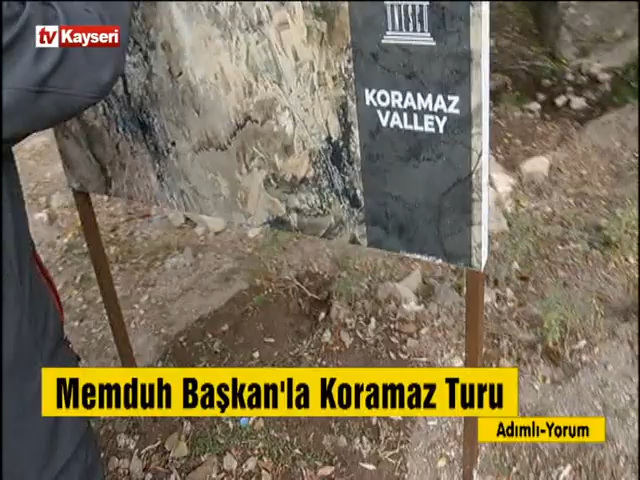 tv Kayseri
KORAMAZ
VALLEY
Memduh Başkan'la Koramaz Turu
Adımlı-Yorum